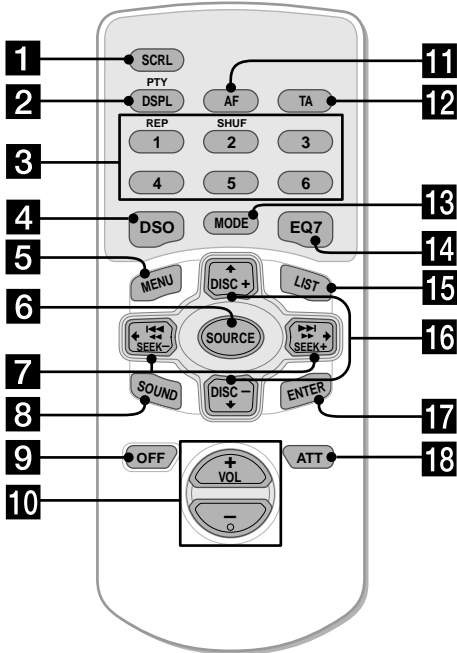 1 SCRL
11
PTY
2 DSPL AF TA 12
REP SHUF
3 1 2 3
4 5 6
4 DSO MODE EQ7 13
14
5 MENU DISC + LIST 15
6 SOURCE 16
7 SEEK– SEEK+
8 SOUND DISC – ENTER 17
9 OFF ATT 18
10 + VOL
–